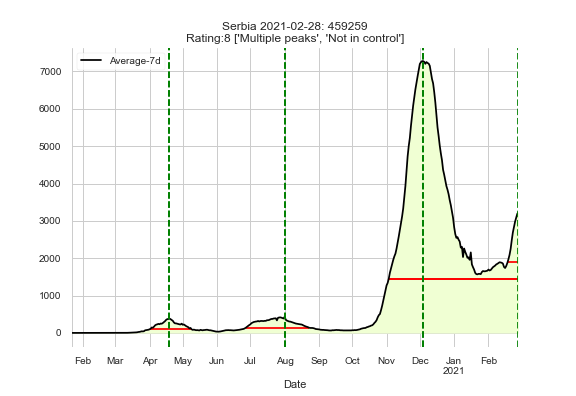 Serbia 2021-02-28: 459259
Rating:8 ['Multiple peaks', 'Not in control']
Average-7d
7000
6000
5000
4000
3000
2000
1000
0
Feb Mar Apr May Jun Jul Aug Sep Oct Nov Dec Jan Feb
2021
Date